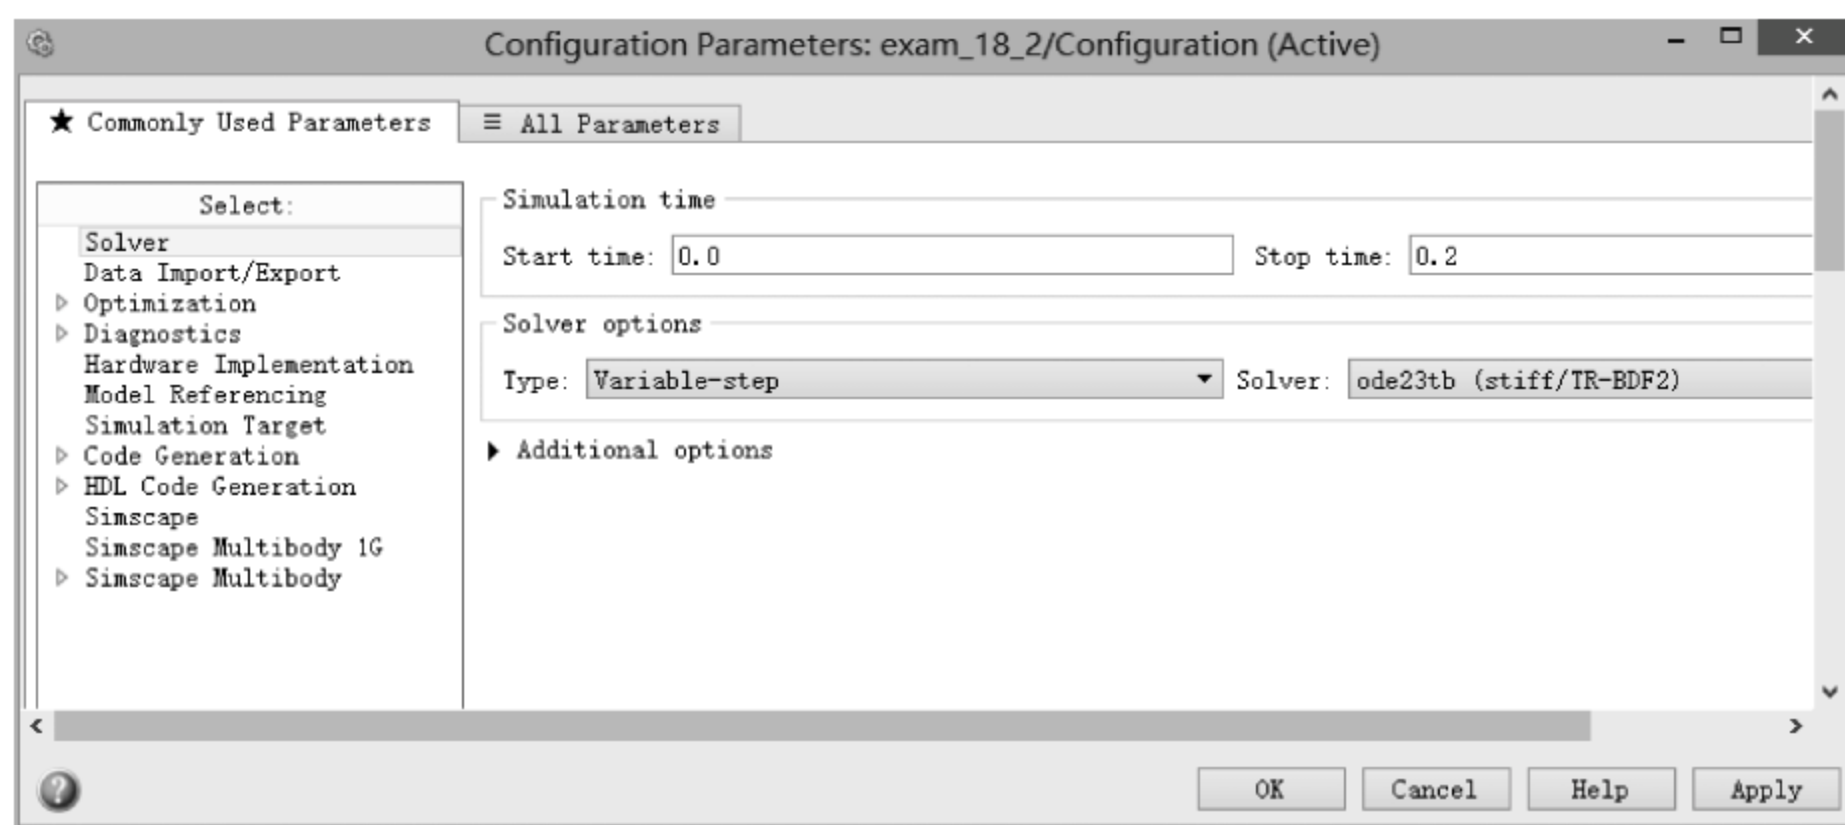 Configuration Parameters: exam_18_2/Configuration (Active)
★ Commonly Used Parameters
≡ All Parameters
Select:
Solver
Data Import/Export
Optimization
Diagnostics
Hardware Implementation
Model Referencing
Simulation Target
Code Generation
HDL Code Generation
Simscape
Simscape Multibody 1G
Simscape Multibody
Simulation time
Start time: 0.0 Stop time: 0.2
Solver options
Type: Variable-step Solver: ode23tb (stiff/TR-BDF2)
Additional options
OK Cancel Help Apply